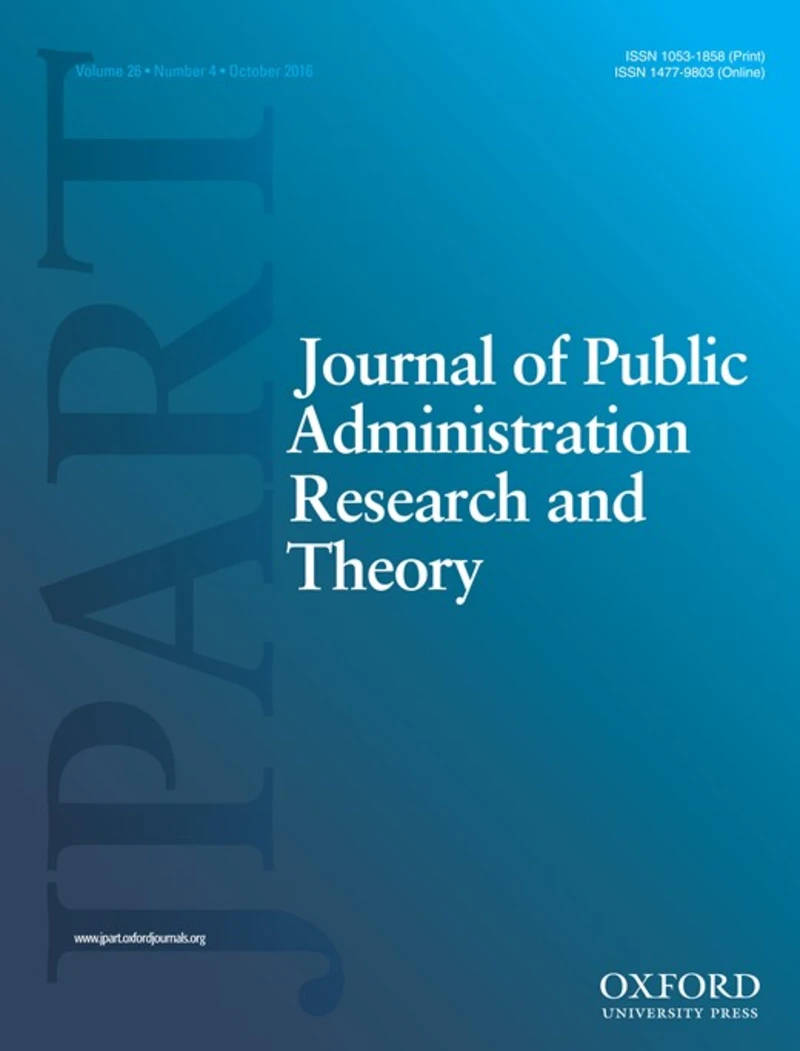 Volume 26 • Number 4 • October 2016
ISSN 1053-1858 (Print)
ISSN 1477-9803 (Online)
JPART
Journal of Public
Administration
Research and
Theory
www.jpart.oxfordjournals.org
OXFORD
UNIVERSITY PRESS